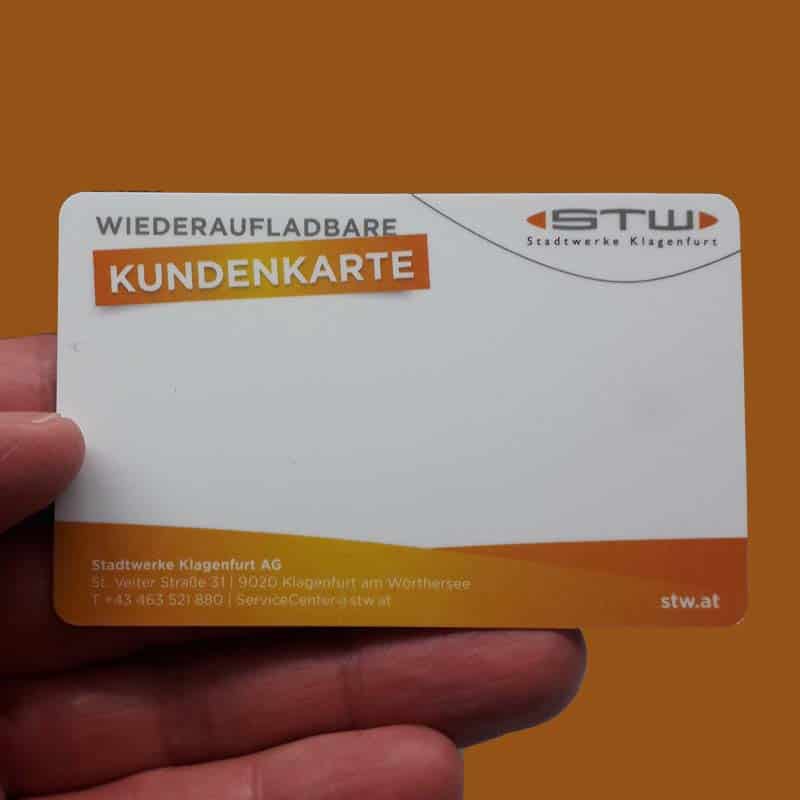 WIEDERAUFLADBARE
KUNDENKARTE
STW
Stadtwerke Klagenfurt
Stadtwerke Klagenfurt AG
St. Veiter Straße 31 | 9020 Klagenfurt am Wörthersee
T +43 463 521 880 | ServiceCenter@stw.at
stw.at